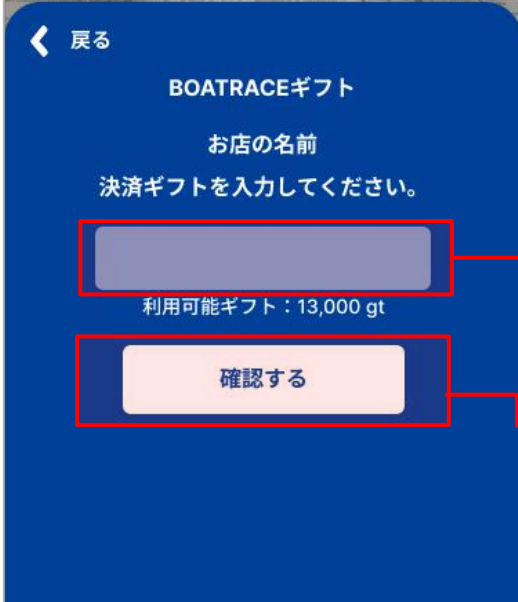 戻る
BOATRACEギフト
お店の名前
決済ギフトを入力してください。
利用可能ギフト：13,000 gt
確認する